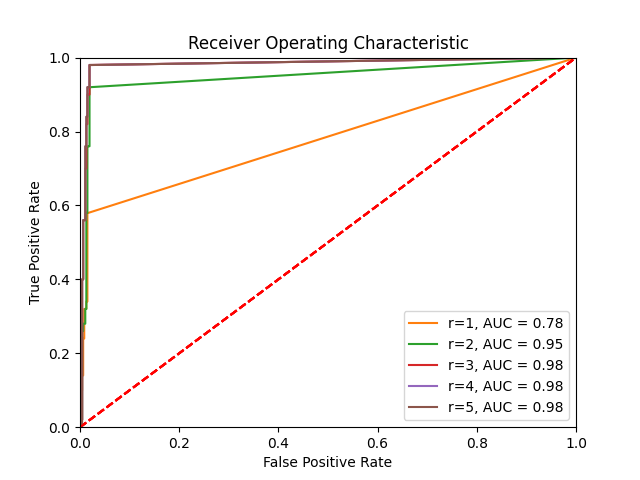 Receiver Operating Characteristic
True Positive Rate
1.0
0.8
0.6
0.4
0.2
0.0
r=1, AUC = 0.78
r=2, AUC = 0.95
r=3, AUC = 0.98
r=4, AUC = 0.98
r=5, AUC = 0.98
0.0 0.2 0.4 0.6 0.8 1.0
False Positive Rate